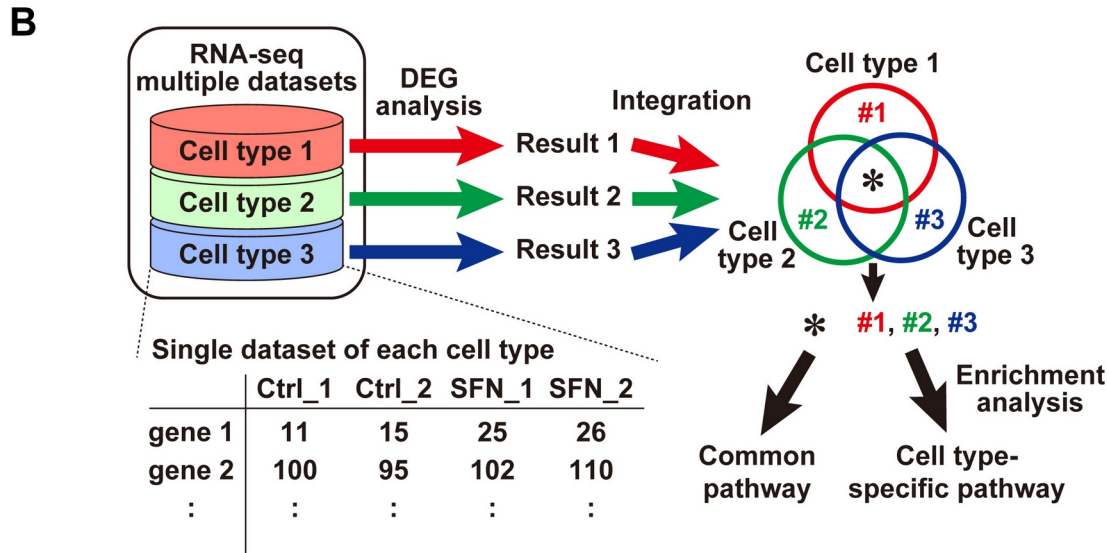 B
RNA-seq
multiple datasets
Cell type 1
Cell type 2
Cell type 3
DEG
analysis
Result 1
Result 2
Result 3
Integration
Cell type 1
#1
*
#2
#3
Cell
type 2
Cell
type 3
* #1, #2, #3
Enrichment
analysis
Common
pathway
Cell type-
specific pathway
Single dataset of each cell type
Ctrl_1 Ctrl_2 SFN_1 SFN_2
gene 1 11 15 25 26
gene 2 100 95 102 110
: : : : :